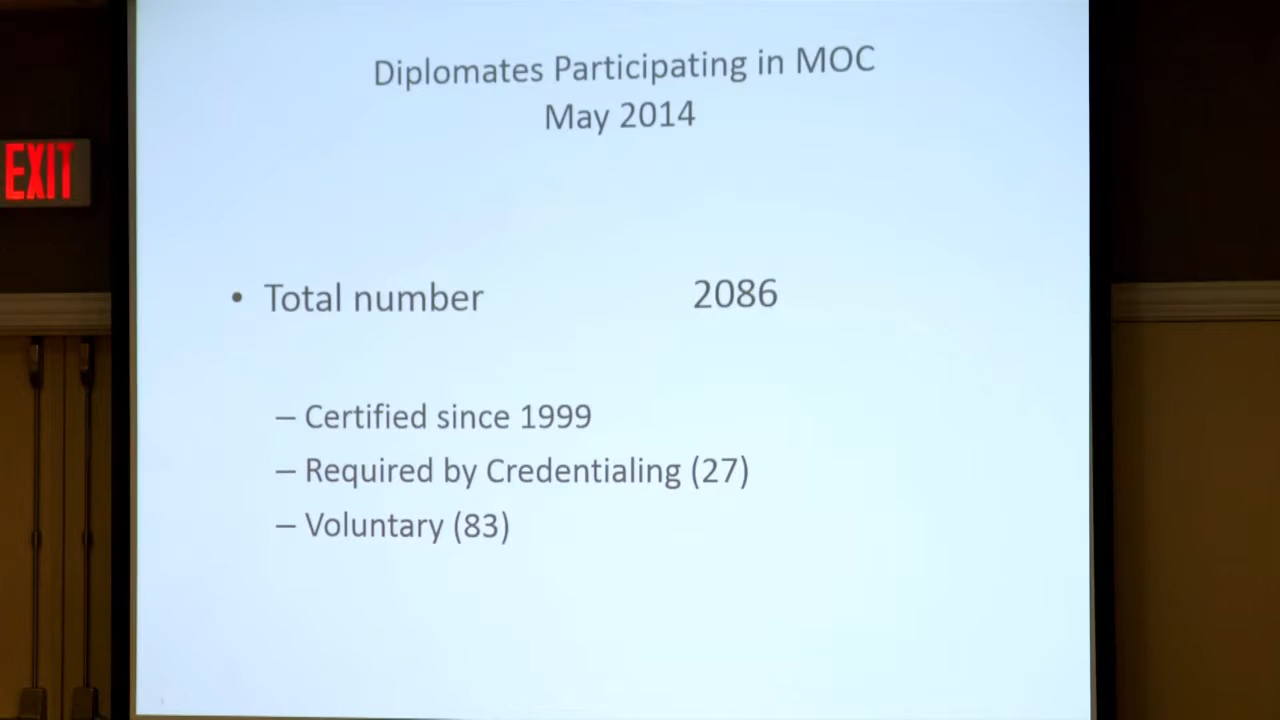 Diplomates Participating in MOC
May 2014
EXIT
• Total number 2086
– Certified since 1999
– Required by Credentialing (27)
– Voluntary (83)